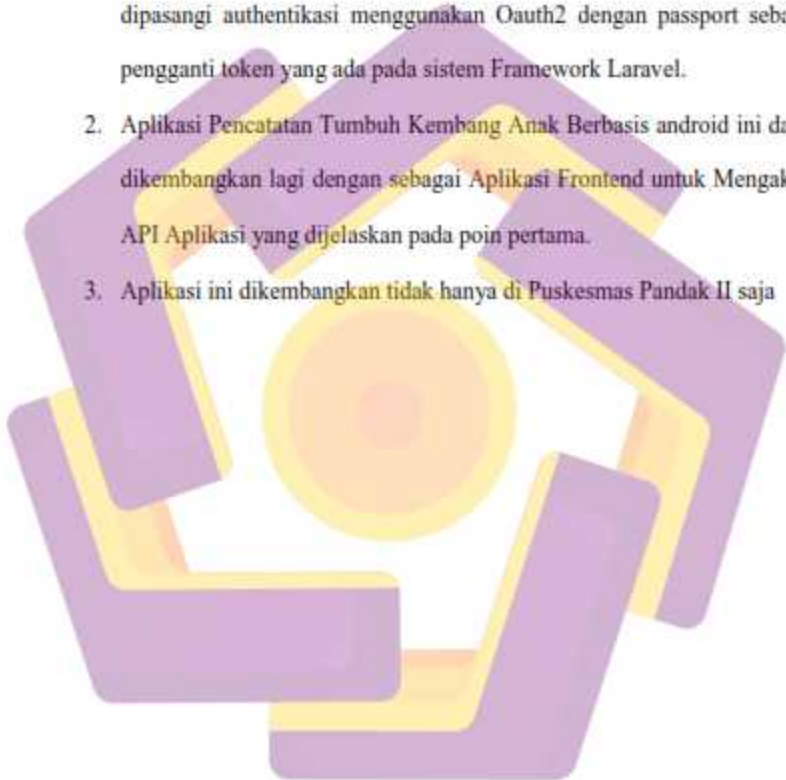 dipasangi authentikasi menggunakan Oauth2 dengan passport seba
pengganti token yang ada pada sistem Framework Laravel.
2. Aplikasi Pencatatan Tumbuh Kembang Anak Berbasis android ini da
dikembangkan lagi dengan sebagai Aplikasi Frontend untuk Mengak
API Aplikasi yang dijelaskan pada poin pertama.
3. Aplikasi ini dikembangkan tidak hanya di Puskesmas Pandak II saja